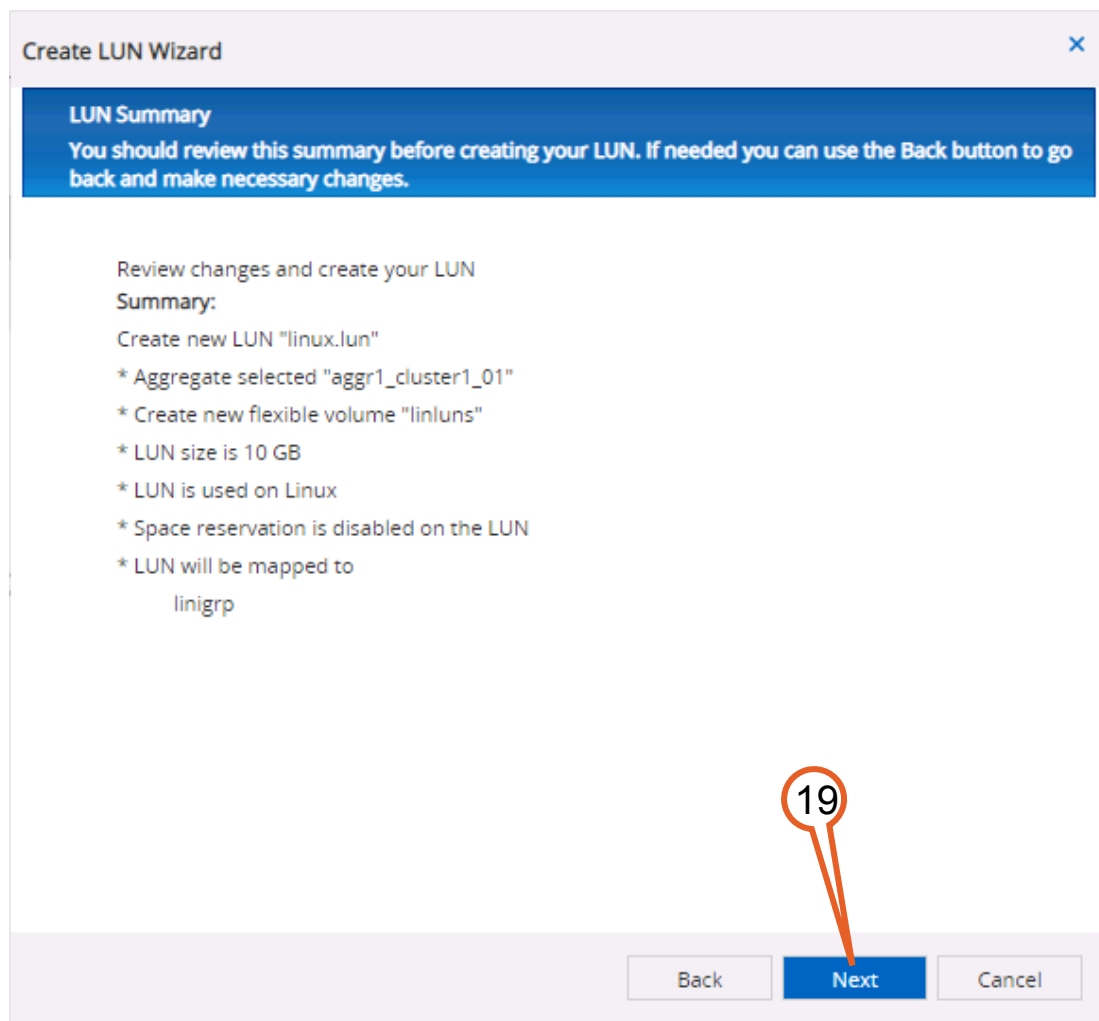 Create LUN Wizard
×
LUN Summary
You should review this summary before creating your LUN. If needed you can use the Back button to go
back and make necessary changes.
Review changes and create your LUN
Summary:
Create new LUN "linux.lun"
* Aggregate selected "aggr1_cluster1_01"
* Create new flexible volume "linluns"
* LUN size is 10 GB
* LUN is used on Linux
* Space reservation is disabled on the LUN
* LUN will be mapped to
linigrp
19
Back Next Cancel